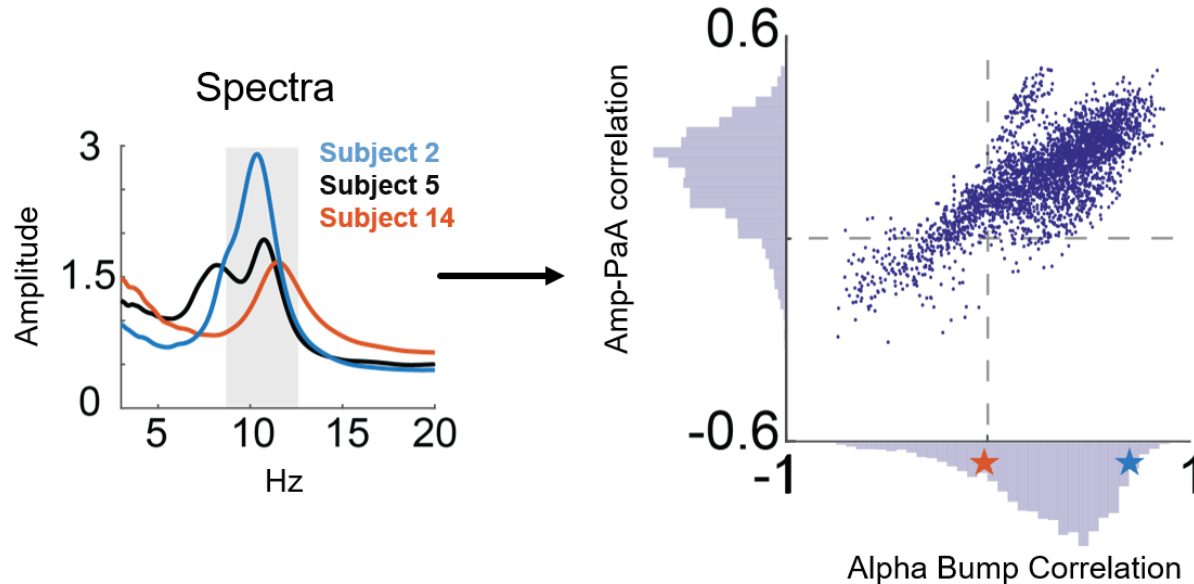 Spectra
Amplitude
3
1.5
0
5
10
15
20
Hz
Subject 2
Subject 5
Subject 14
Amp-PaA correlation
0.6
-0.6
-1
1
Alpha Bump Correlation